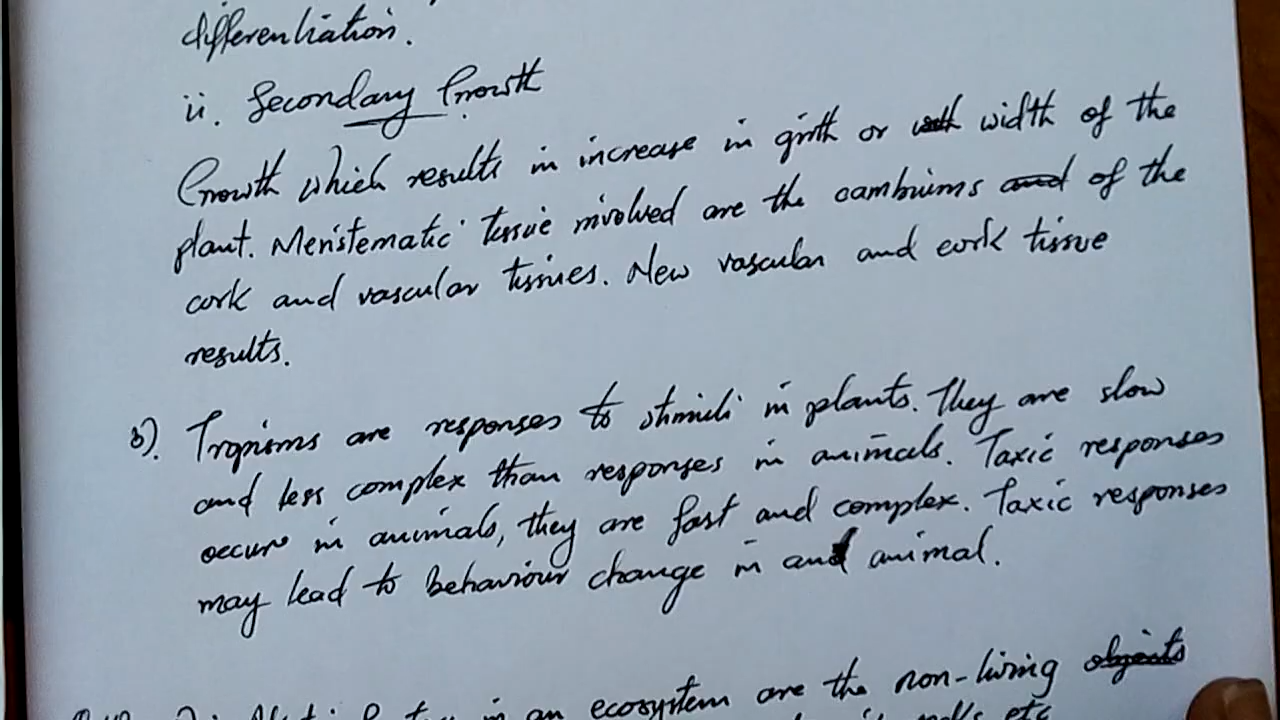 differentiation.
ii. Secondary Growth
Growth which results in increase in girth or width of the
plant. Meristematic tissue involved are the cambiums of the
cork and vascular tissues. New vascular and cork tissue
results.
b). Tropisms are responses to stimuli in plants. They are slow
and less complex than responses in animals. Taxic responses
occur in animals, they are fast and complex. Taxic responses
may lead to behaviour change in an animal.
in an ecosystem are the non-living objects
etc